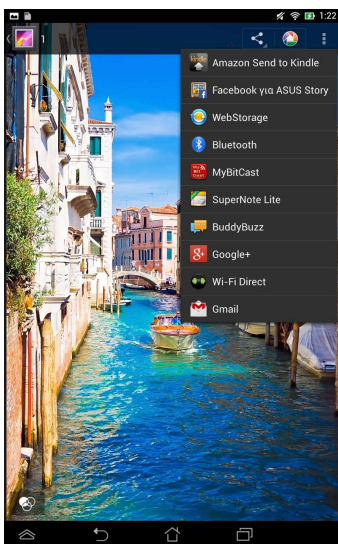 1:22
1
Amazon Send to Kindle
Facebook για ASUS Story
WebStorage
Bluetooth
MyBitCast
SuperNote Lite
BuddyBuzz
Google+
Wi-Fi Direct
Gmail